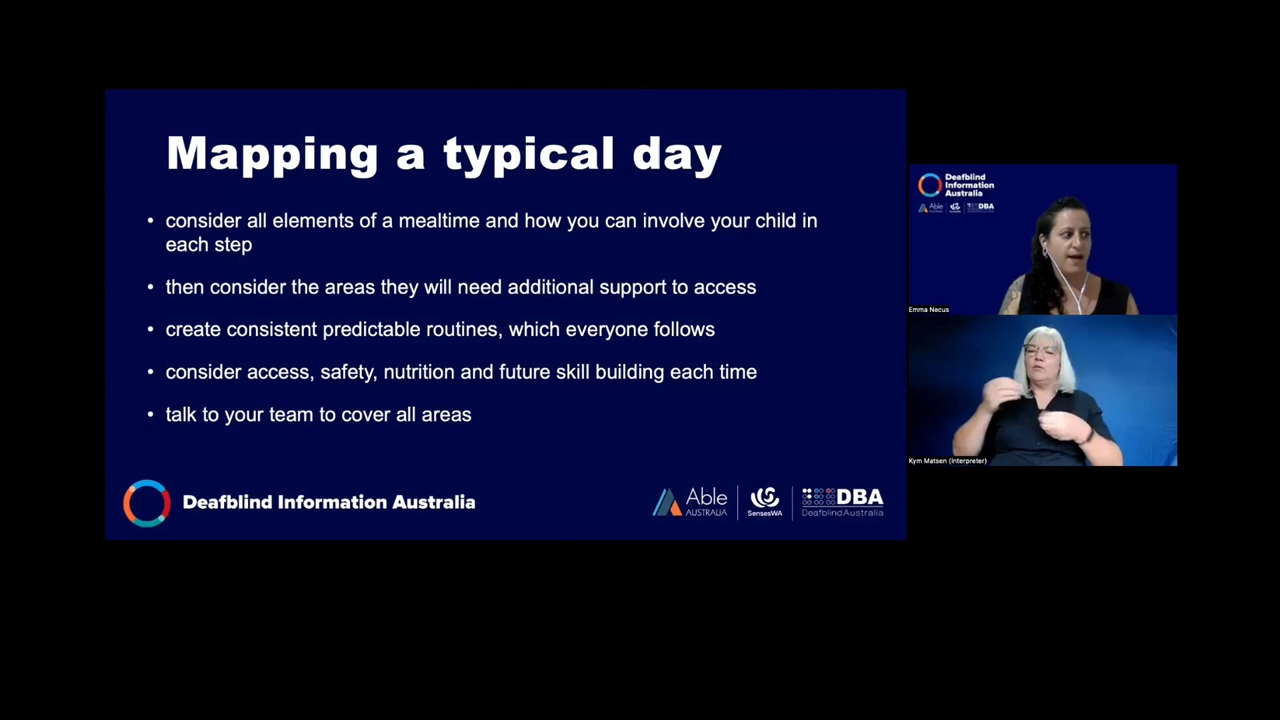 Mapping a typical day
• consider all elements of a mealtime and how you can involve your child in
each step
• then consider the areas they will need additional support to access
• create consistent predictable routines, which everyone follows
• consider access, safety, nutrition and future skill building each time
• talk to your team to cover all areas
Deafblind Information Australia
Able
AUSTRALIA
SensesWA
DBA
DeafblindAustralia
Deafblind
Information
Australia
Able
DBA
Emma Necus
Kym Matsen (Interpreter)